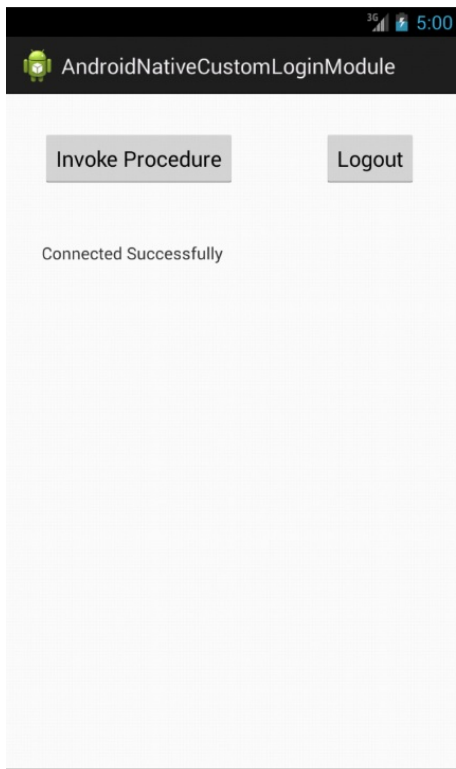 3G 5:00
AndroidNativeCustomLoginModule
Invoke Procedure Logout
Connected Successfully